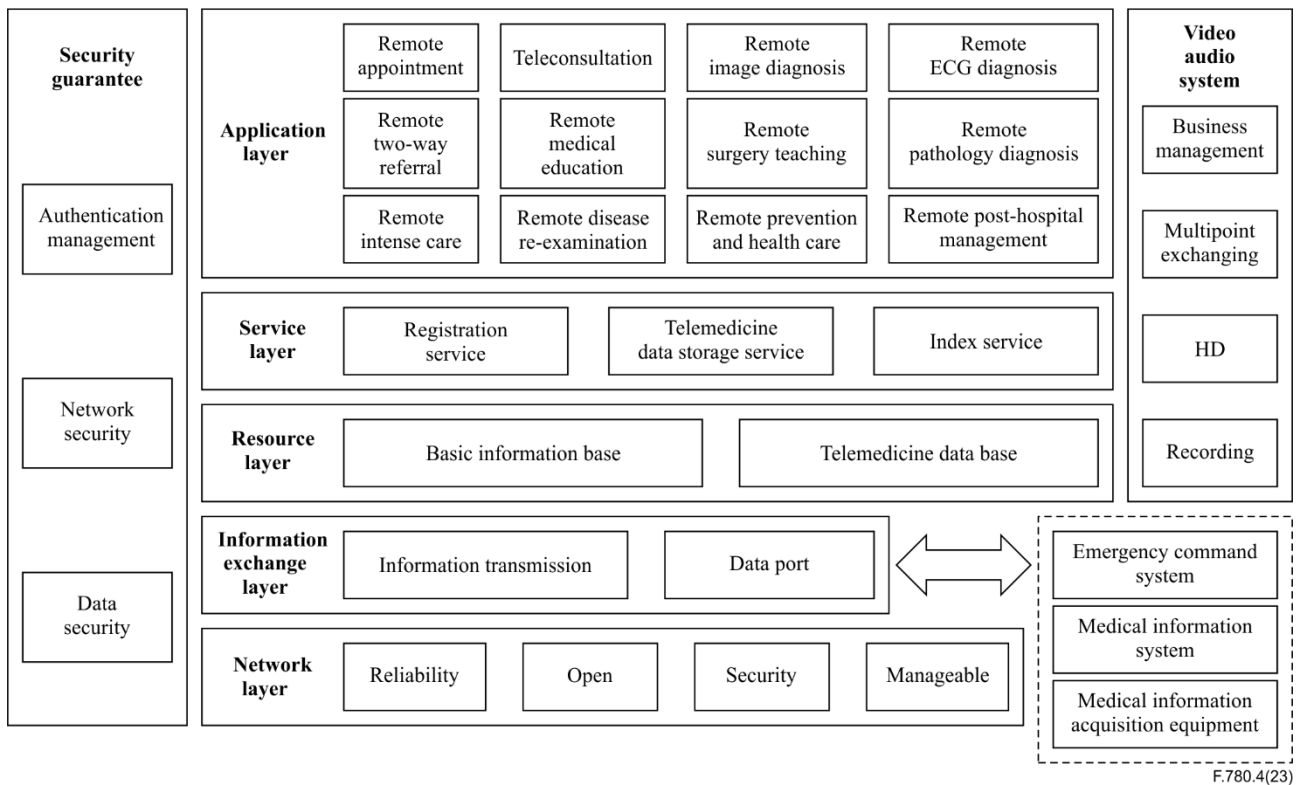 Security
guarantee
Authentication
management
Network
security
Data
security
Application
layer
Remote
appointment
Teleconsultation
Remote
image diagnosis
Remote
ECG diagnosis
Remote
two-way
referral
Remote
medical
education
Remote
surgery teaching
Remote
pathology diagnosis
Remote
intense care
Remote disease
re-examination
Remote prevention
and health care
Remote post-hospital
management
Service
layer
Registration
service
Telemedicine
data storage service
Index service
Resource
layer
Basic information base
Telemedicine data base
Information
exchange
layer
Information transmission
Data port
Network
layer
Reliability
Open
Security
Manageable
Video
audio
system
Business
management
Multipoint
exchanging
HD
Recording
Emergency command
system
Medical information
system
Medical information
acquisition equipment
F.780.4(23)